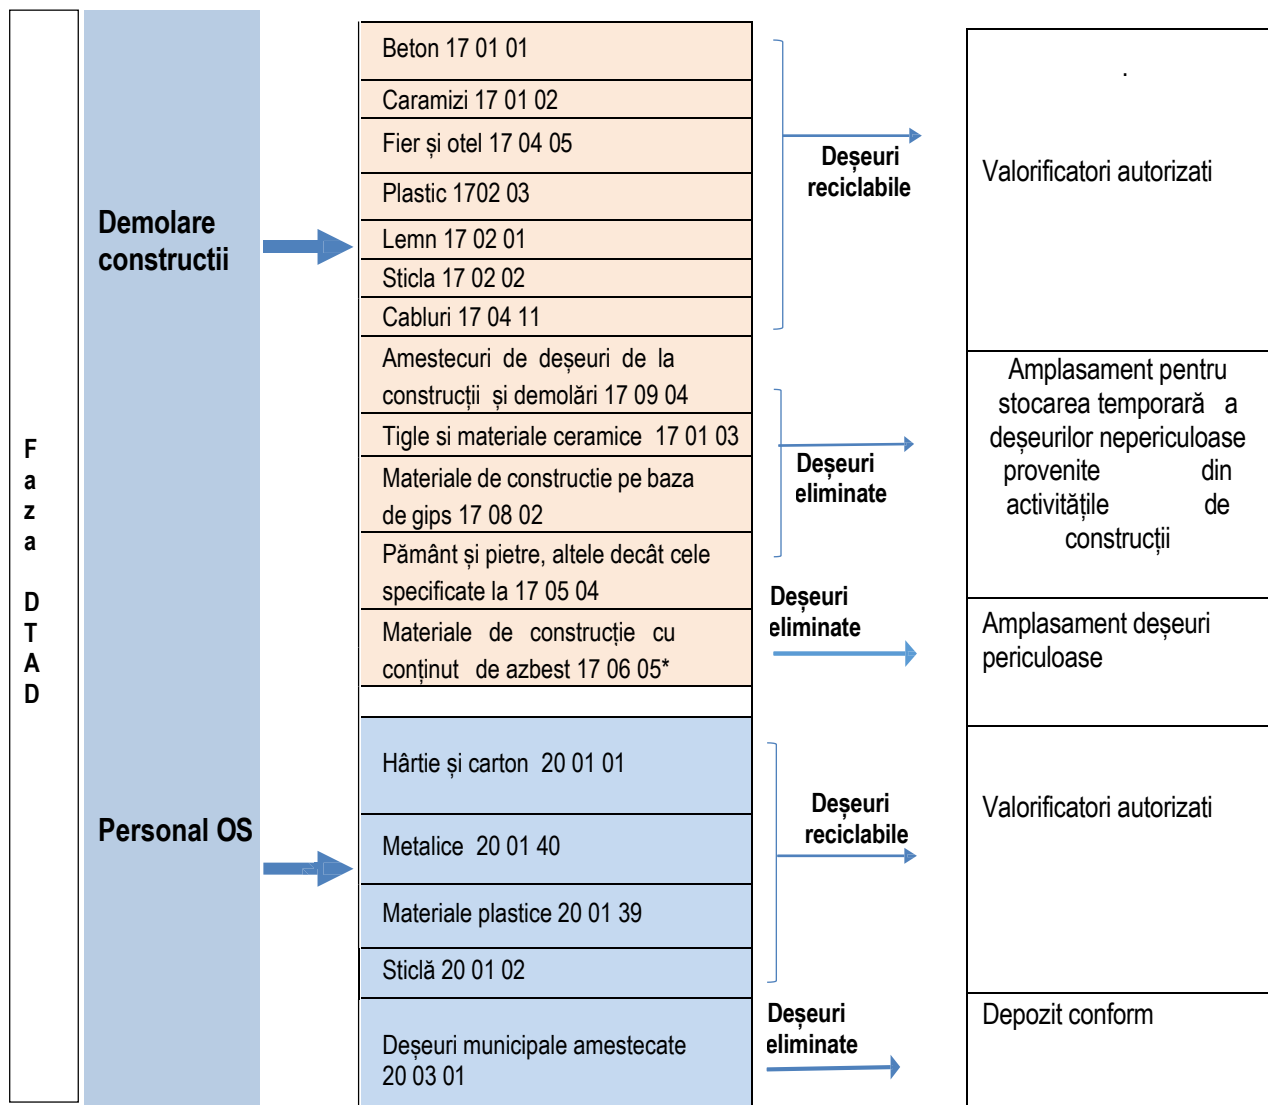 F
a
z
a
D
T
A
D
Demolare
constructii
Beton 17 01 01
Caramizi 17 01 02
Fier și otel 17 04 05
Plastic 1702 03
Lemn 17 02 01
Sticla 17 02 02
Cabluri 17 04 11
Deșeuri
reciclabile
.
Valorificatori autorizati
Amestecuri de deșeuri de la
construcții și demolări 17 09 04
Tigle si materiale ceramice 17 01 03
Materiale de constructie pe baza
de gips 17 08 02
Pământ și pietre, altele decât cele
specificate la 17 05 04
Deșeuri
eliminate
Amplasament pentru
stocarea temporară a
deșeurilor nepericuloase
provenite din
activitățile de
construcții
Materiale de construcție cu
conținut de azbest 17 06 05*
Deșeuri
eliminate
Amplasament deșeuri
periculoase
Personal OS
Hârtie și carton 20 01 01
Metalice 20 01 40
Materiale plastice 20 01 39
Sticlă 20 01 02
Deșeuri
reciclabile
Valorificatori autorizati
Deșeuri municipale amestecate
20 03 01
Deșeuri
eliminate
Depozit conform